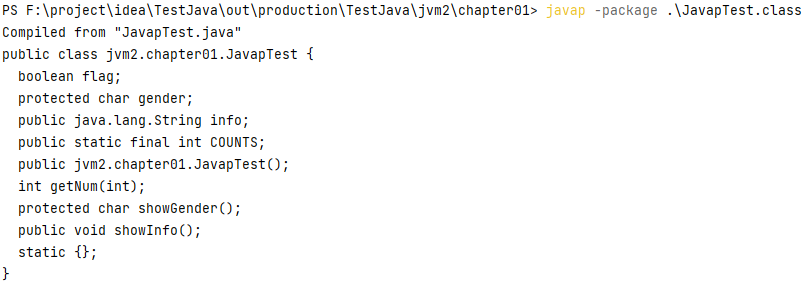 PS F:\project\idea\TestJava\out\production\TestJava\jvm2\chapter01> javap -package .\JavapTest.class
Compiled from "JavapTest.java"
public class jvm2.chapter01.JavapTest {
  boolean flag;
  protected char gender;
  public java.lang.String info;
  public static final int COUNTS;
  public jvm2.chapter01.JavapTest();
  int getNum(int);
  protected char showGender();
  public void showInfo();
  static {};
}